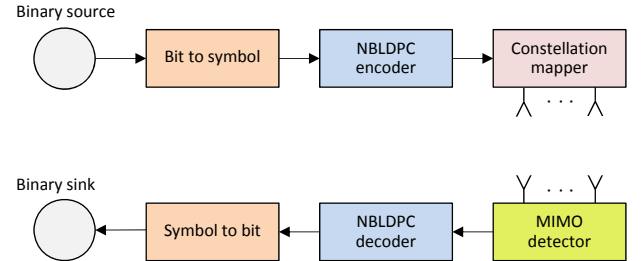 Binary source
Bit to symbol
NBLDPC
encoder
Constellation
mapper
. . .
Binary sink
. . .
Symbol to bit
NBLDPC
decoder
MIMO
detector